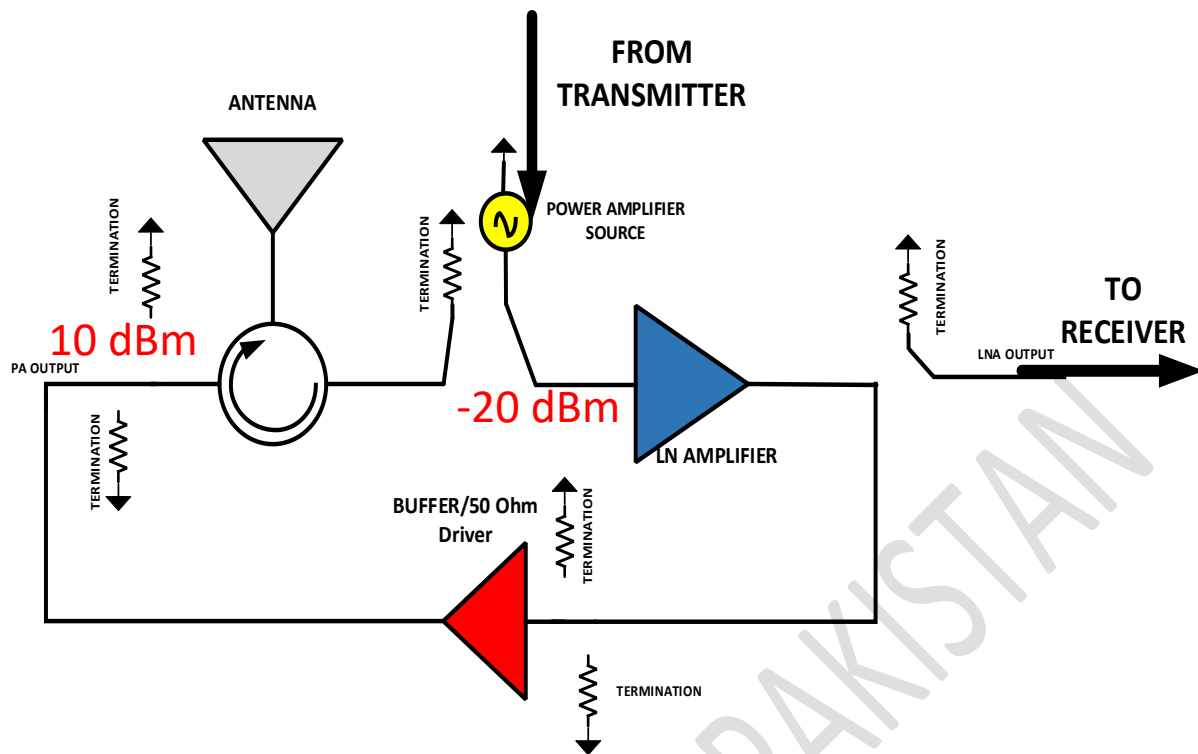 FROM
TRANSMITTER
ANTENNA
POWER AMPLIFIER
SOURCE
TERMINATION
TERMINATION
TERMINATION
TO
RECEIVER
10 dBm
PA OUTPUT
LNA OUTPUT
-20 dBm
TERMINATION
LN AMPLIFIER
BUFFER/50 Ohm
Driver
TERMINATION
TERMINATION
PAKISTAN